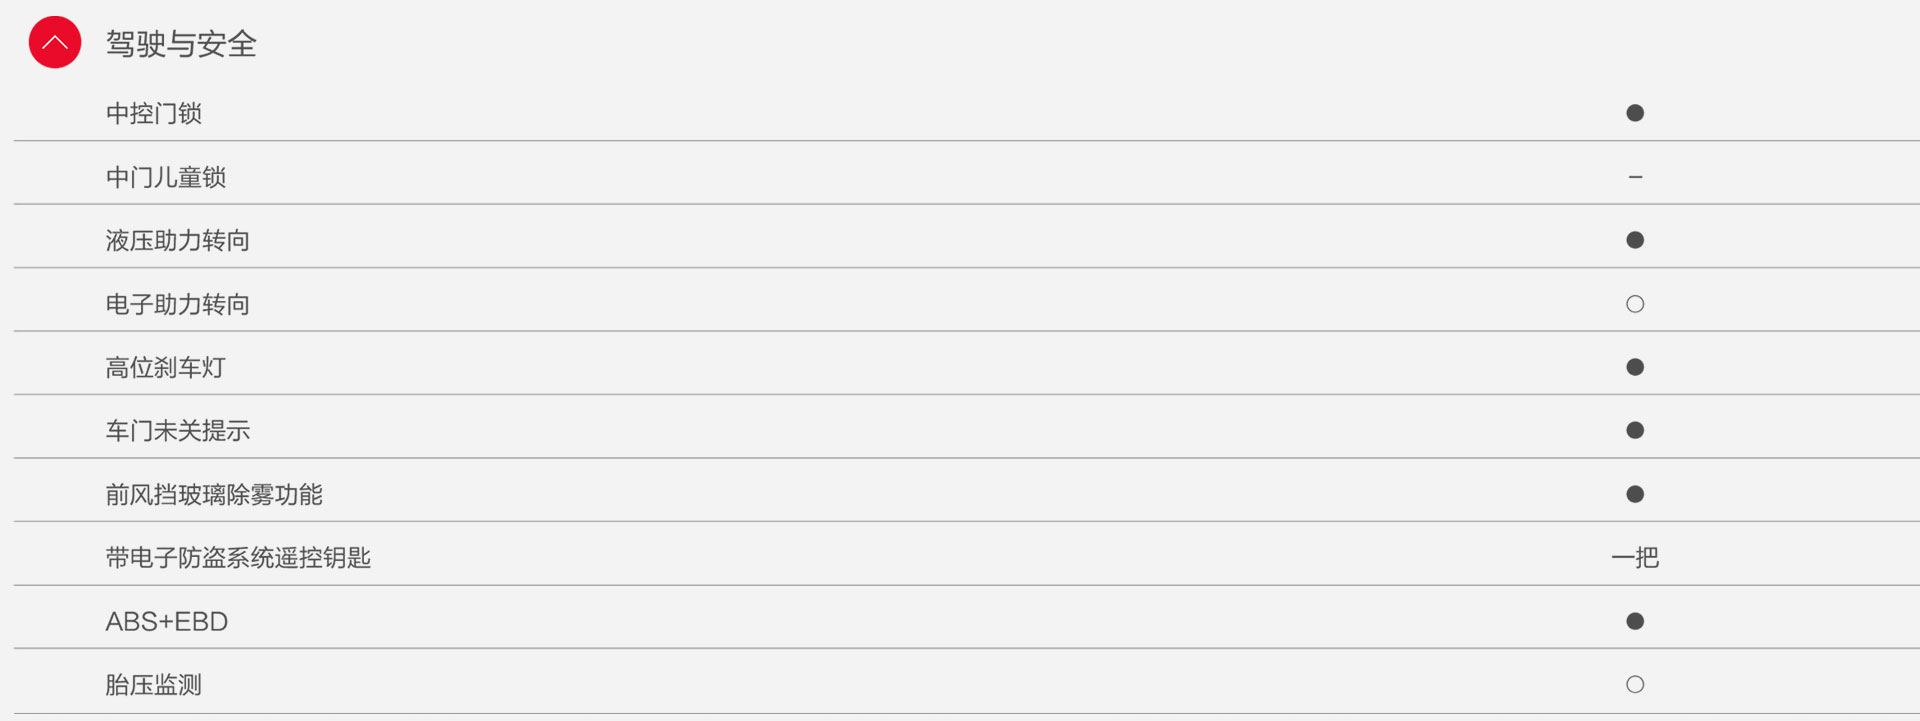 驾驶与安全
中控门锁 ●
中门儿童锁 –
液压助力转向 ●
电子助力转向 ○
高位刹车灯 ●
车门未关提示 ●
前风挡玻璃除雾功能 ●
带电子防盗系统遥控钥匙 一把
ABS+EBD ●
胎压监测 ○